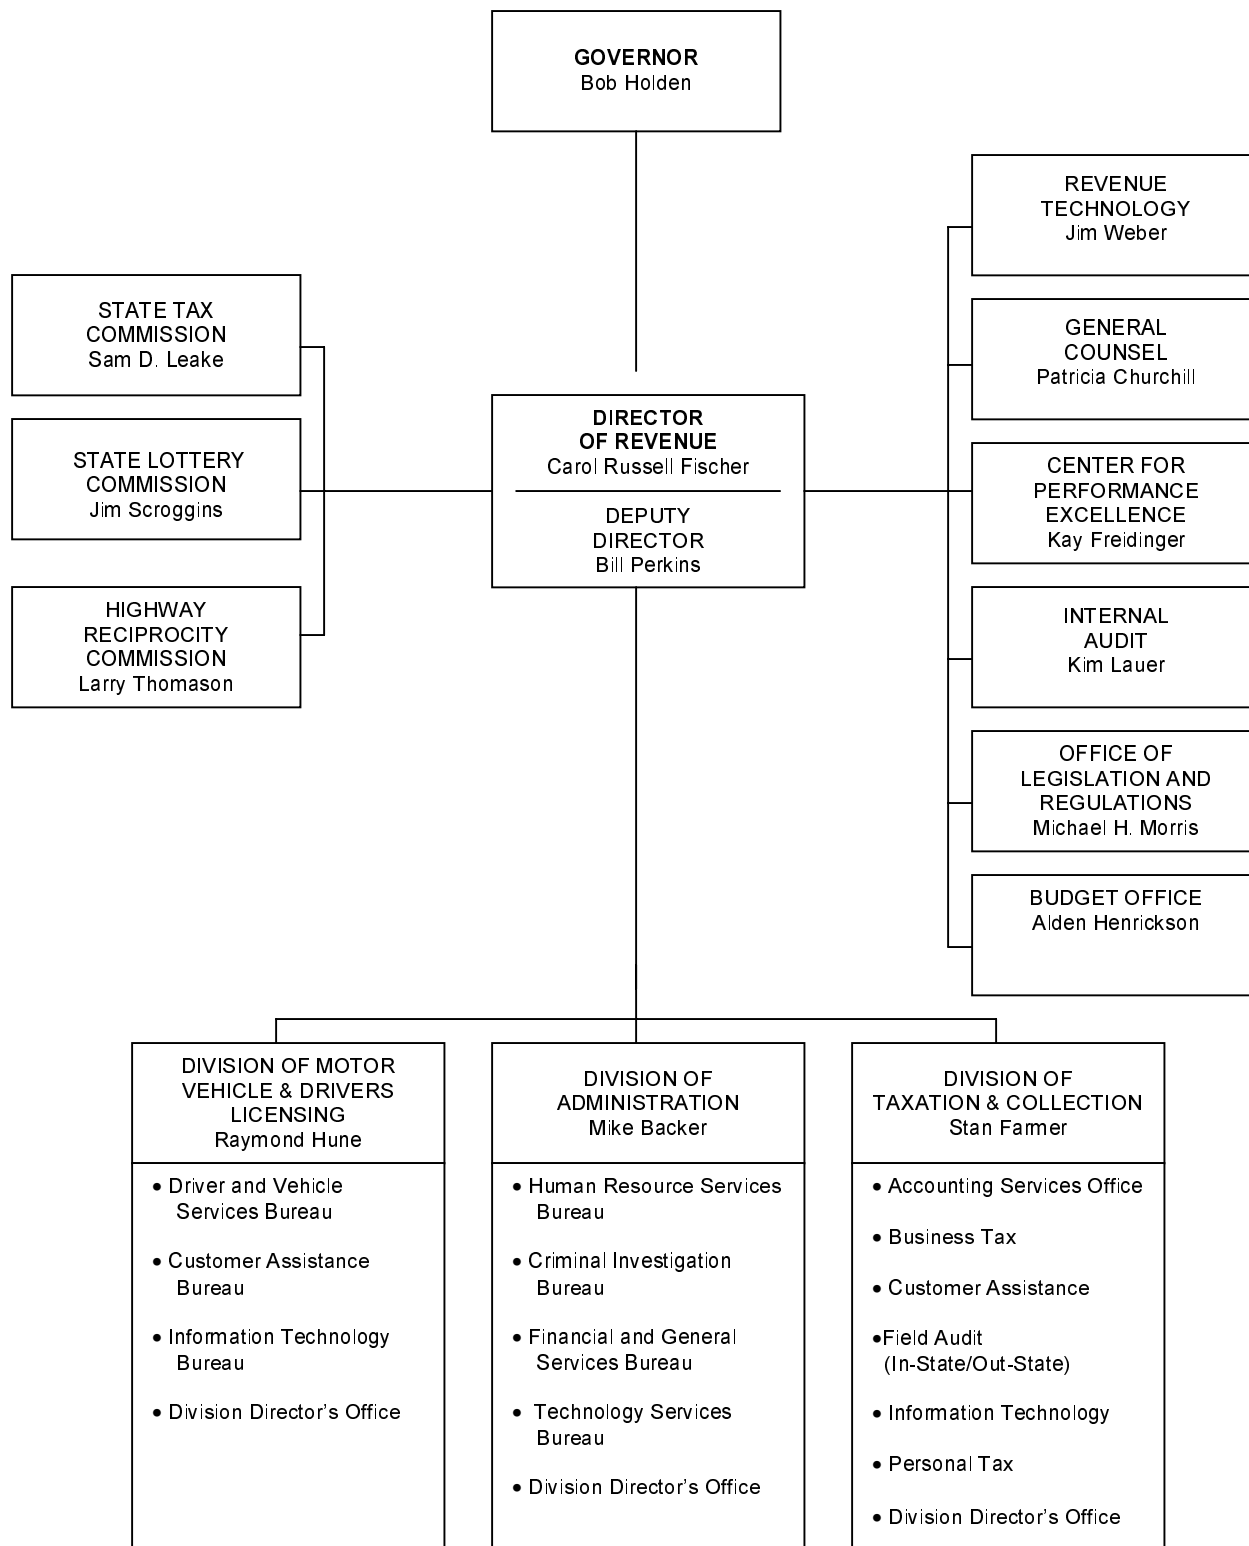 GOVERNOR
Bob Holden
REVENUE
TECHNOLOGY
Jim Weber
STATE TAX
COMMISSION
Sam D. Leake
GENERAL
COUNSEL
Patricia Churchill
DIRECTOR
OF REVENUE
Carol Russell Fischer
DEPUTY
DIRECTOR
Bill Perkins
STATE LOTTERY
COMMISSION
Jim Scroggins
CENTER FOR
PERFORMANCE
EXCELLENCE
Kay Freidinger
HIGHWAY
RECIPROCITY
COMMISSION
Larry Thomason
INTERNAL
AUDIT
Kim Lauer
OFFICE OF
LEGISLATION AND
REGULATIONS
Michael H. Morris
BUDGET OFFICE
Alden Henrickson
DIVISION OF MOTOR
VEHICLE & DRIVERS
LICENSING
Raymond Hune
• Driver and Vehicle
Services Bureau
• Customer Assistance
Bureau
• Information Technology
Bureau
• Division Director’s Office
DIVISION OF
ADMINISTRATION
Mike Backer
• Human Resource Services
Bureau
• Criminal Investigation
Bureau
• Financial and General
Services Bureau
• Technology Services
Bureau
• Division Director’s Office
DIVISION OF
TAXATION & COLLECTION
Stan Farmer
• Accounting Services Office
• Business Tax
• Customer Assistance
•Field Audit
(In-State/Out-State)
• Information Technology
• Personal Tax
• Division Director’s Office